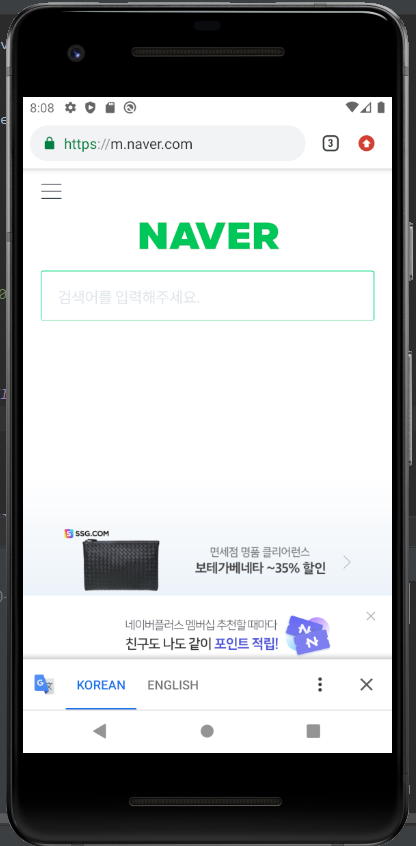 8:08
https://m.naver.com
3
NAVER
검색어를 입력해주세요.
SSG.COM
면세점 명품 클리어런스
보테가베네타 ~35% 할인
네이버플러스 멤버십 추천할 때마다
친구도 나도 같이 포인트 적립!
N N
G
KOREAN ENGLISH